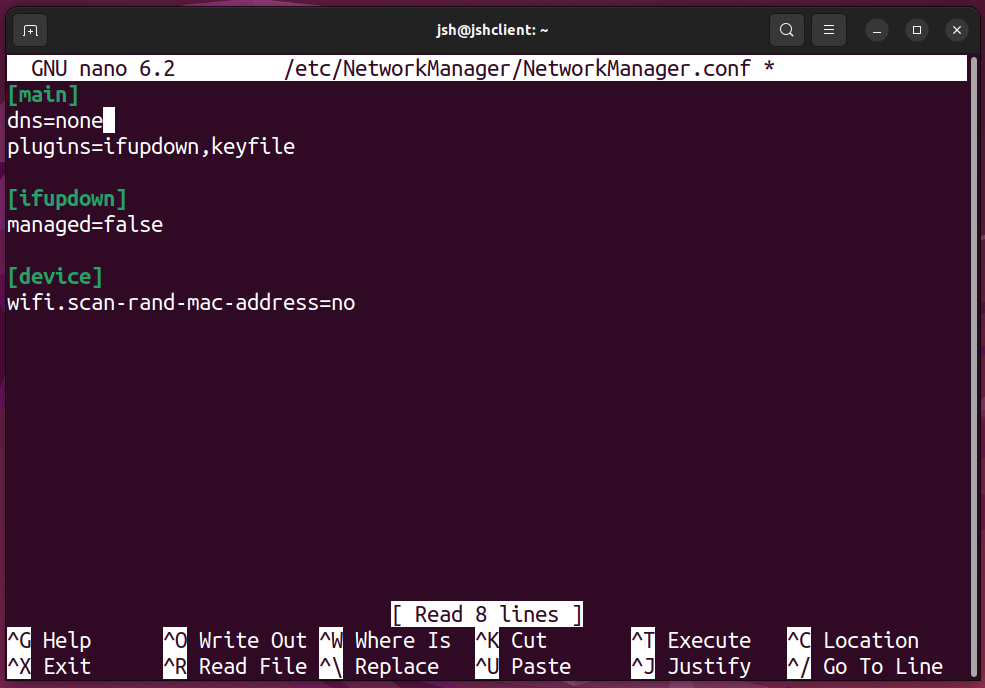 jsh@jshclient: ~
GNU nano 6.2 /etc/NetworkManager/NetworkManager.conf *
[main]
dns=none
plugins=ifupdown,keyfile
[ifupdown]
managed=false
[device]
wifi.scan-rand-mac-address=no
[ Read 8 lines ]
^G Help ^O Write Out ^W Where Is ^K Cut ^T Execute ^C Location
^X Exit ^R Read File ^\ Replace ^U Paste ^J Justify ^/ Go To Line